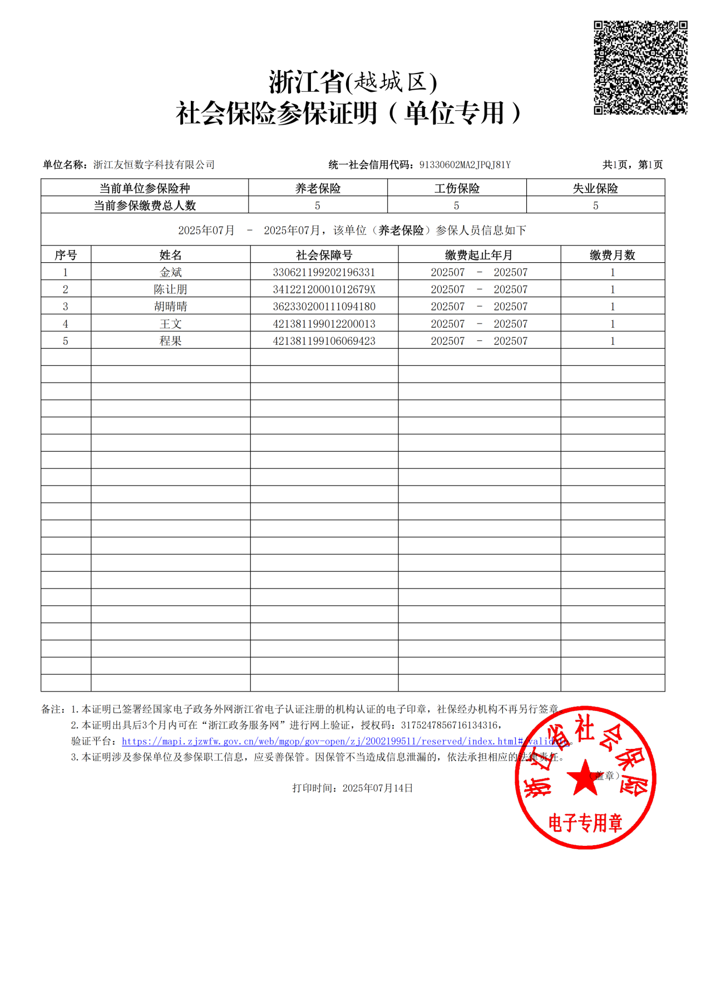 浙江省(越城区)
社会保险参保证明（单位专用）
单位名称：浙江友恒数字科技有限公司 统一社会信用代码：91330602MA2JPQJ81Y 共1页，第1页
当前单位参保险种 养老保险 工伤保险 失业保险
当前参保缴费总人数 5 5 5
2025年07月 － 2025年07月，该单位（养老保险）参保人员信息如下
序号 姓名 社会保障号 缴费起止年月 缴费月数
1 金斌 330621199202196331 202507 － 202507 1
2 陈让朋 34122120001012679X 202507 － 202507 1
3 胡晴晴 362330200111094180 202507 － 202507 1
4 王文 421381199012200013 202507 － 202507 1
5 程果 421381199106069423 202507 － 202507 1
备注：1.本证明已签署经国家电子政务外网浙江省电子认证注册的机构认证的电子印章，社保经办机构不再另行签章。
2.本证明出具后3个月内可在“浙江政务服务网”进行网上验证，授权码：3175247856716134316，
验证平台：https://mapi.zjzwfw.gov.cn/web/mgop/gov-open/zj/2002199511/reserved/index.html#/validate。
3.本证明涉及参保单位及参保职工信息，应妥善保管。因保管不当造成信息泄漏的，依法承担相应的法律责任。
（盖章）
打印时间：2025年07月14日
浙江省社会保险
电子专用章